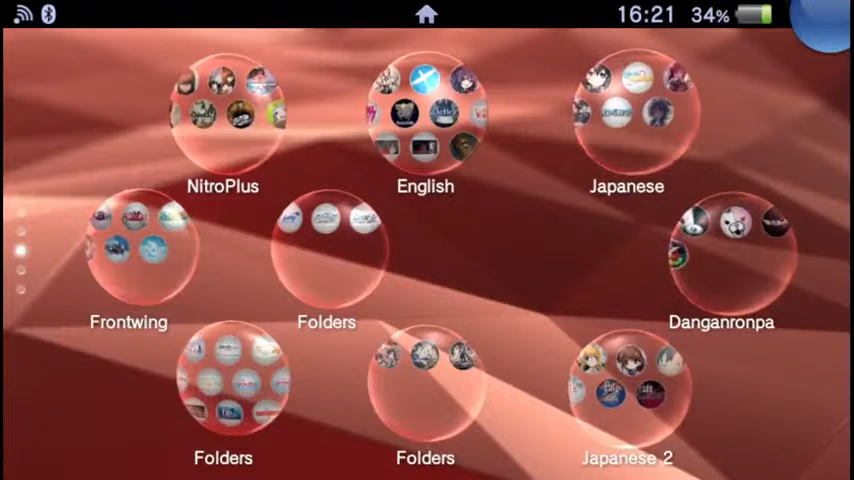 16:21 34%
NitroPlus
English
Japanese
Frontwing
Folders
Danganronpa
Folders
Folders
Japanese 2